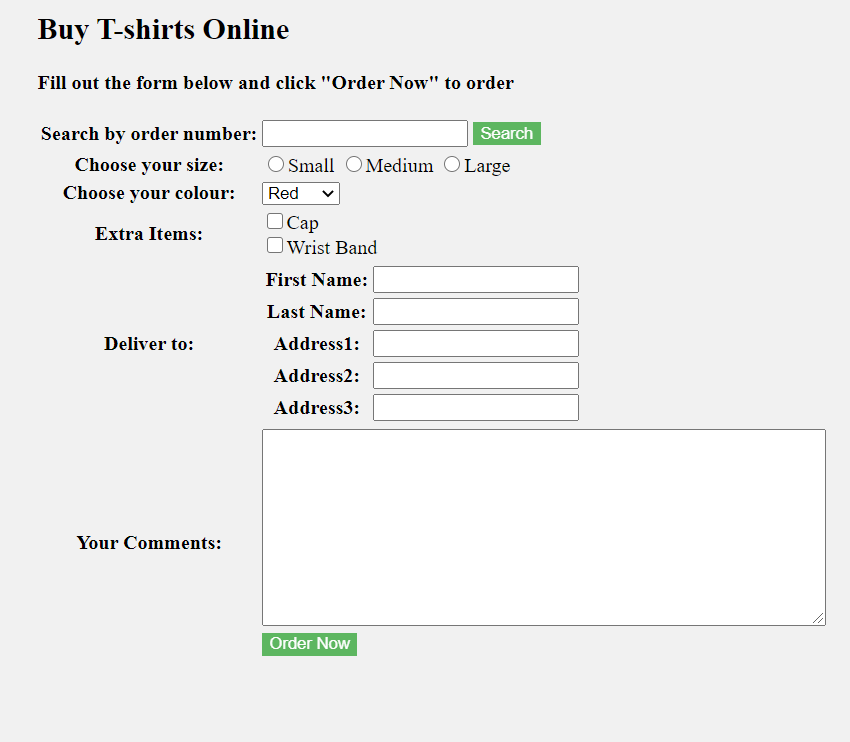 Buy T-shirts Online
Fill out the form below and click "Order Now" to order
Search by order number: Search
Choose your size: Small Medium Large
Choose your colour: Red
Extra Items:
Cap
Wrist Band
Deliver to:
First Name:
Last Name:
Address1:
Address2:
Address3:
Your Comments:
Order Now